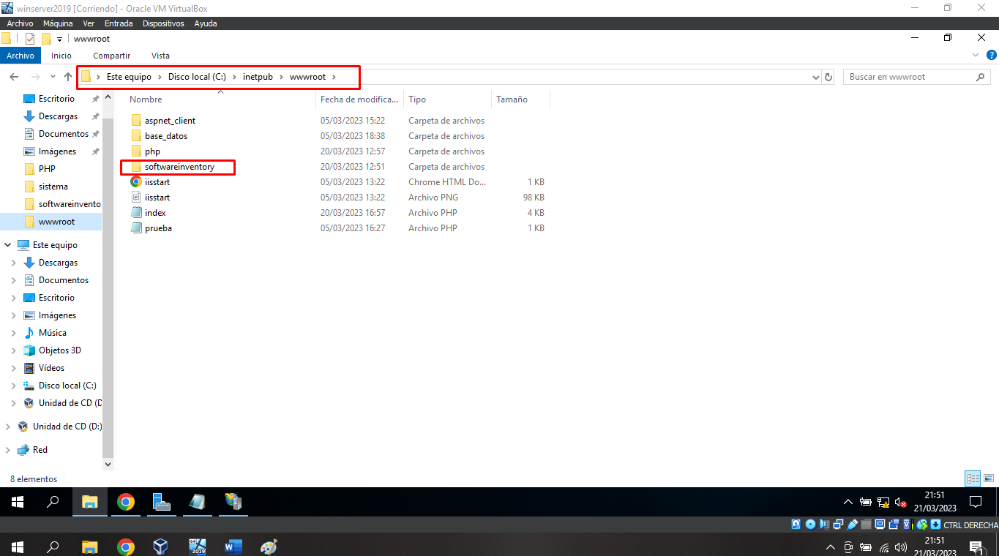 winserver2019 [Corriendo] - Oracle VM VirtualBox
Archivo Máquina Ver Entrada Dispositivos Ayuda
wwwroot
Archivo Inicio Compartir Vista
Este equipo Disco local (C:) inetpub wwwroot
Buscar en wwwroot
Escritorio
Descargas
Documentos
Imágenes
PHP
sistema
softwareinvento
wwwroot
Este equipo
Descargas
Documentos
Escritorio
Imágenes
Música
Objetos 3D
Vídeos
Disco local (C:)
Unidad de CD (D
Unidad de CD (D:)
Red
Nombre Fecha de modifica... Tipo Tamaño
aspnet_client 05/03/2023 15:22 Carpeta de archivos
base_datos 05/03/2023 18:38 Carpeta de archivos
php 20/03/2023 12:57 Carpeta de archivos
softwareinventory 20/03/2023 12:51 Carpeta de archivos
iisstart 05/03/2023 13:22 Chrome HTML Do... 1 KB
iisstart 05/03/2023 13:22 Archivo PNG 98 KB
index 20/03/2023 16:57 Archivo PHP 4 KB
prueba 05/03/2023 16:27 Archivo PHP 1 KB
8 elementos
21:51
21/03/2023
CTRL DERECHA
2019
21:51
21/03/2023
1